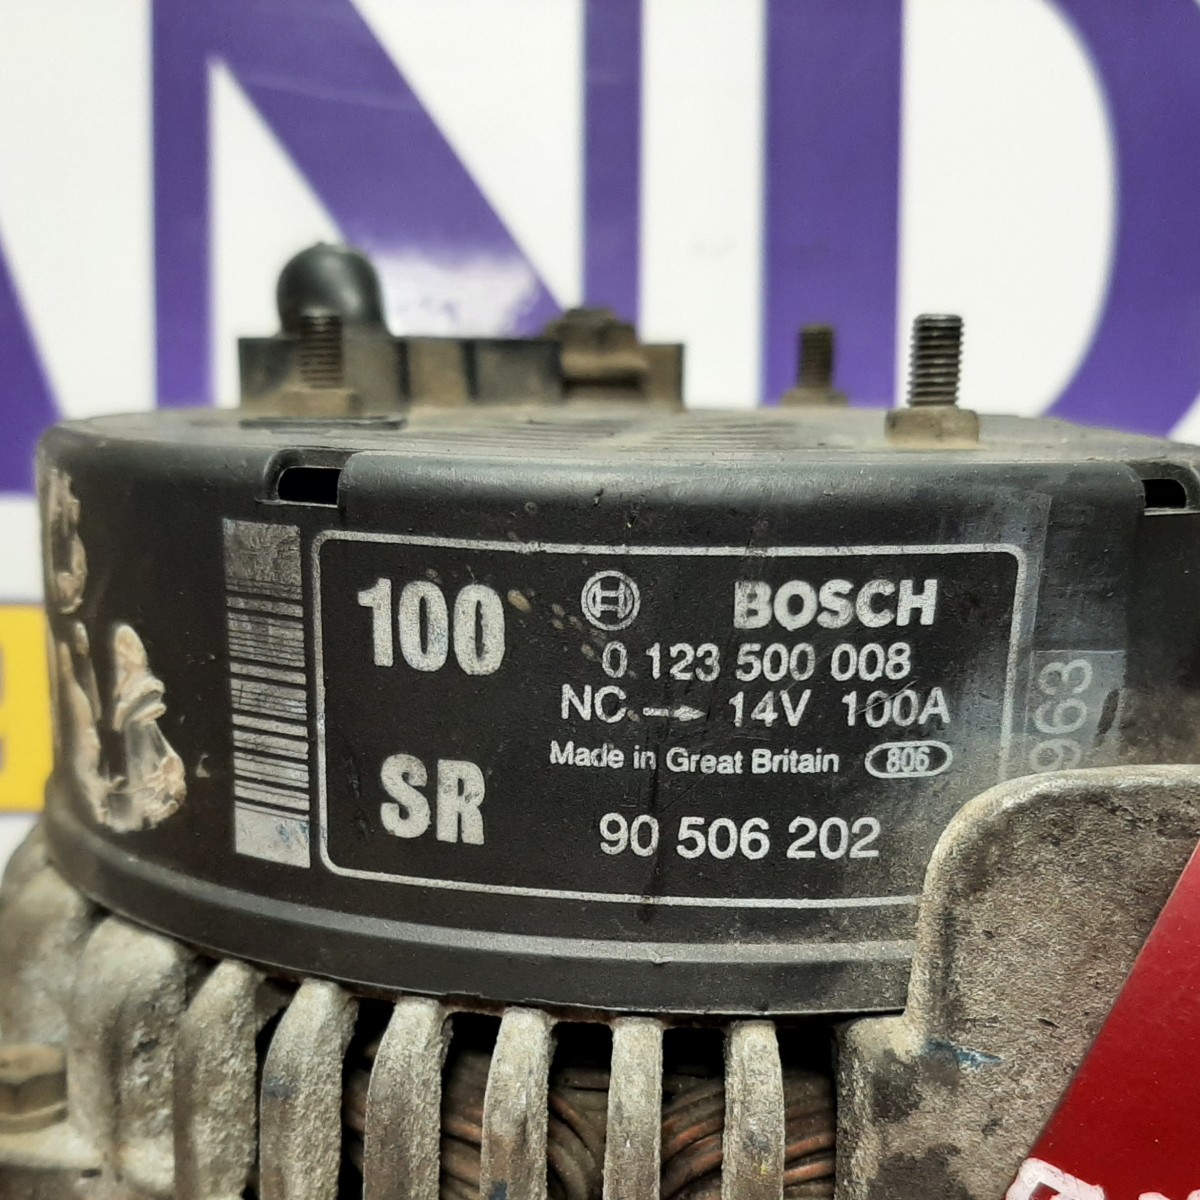 100
BOSCH
0 123 500 008
NC → 14V 100A
Made in Great Britain 806
SR
90 506 202
963